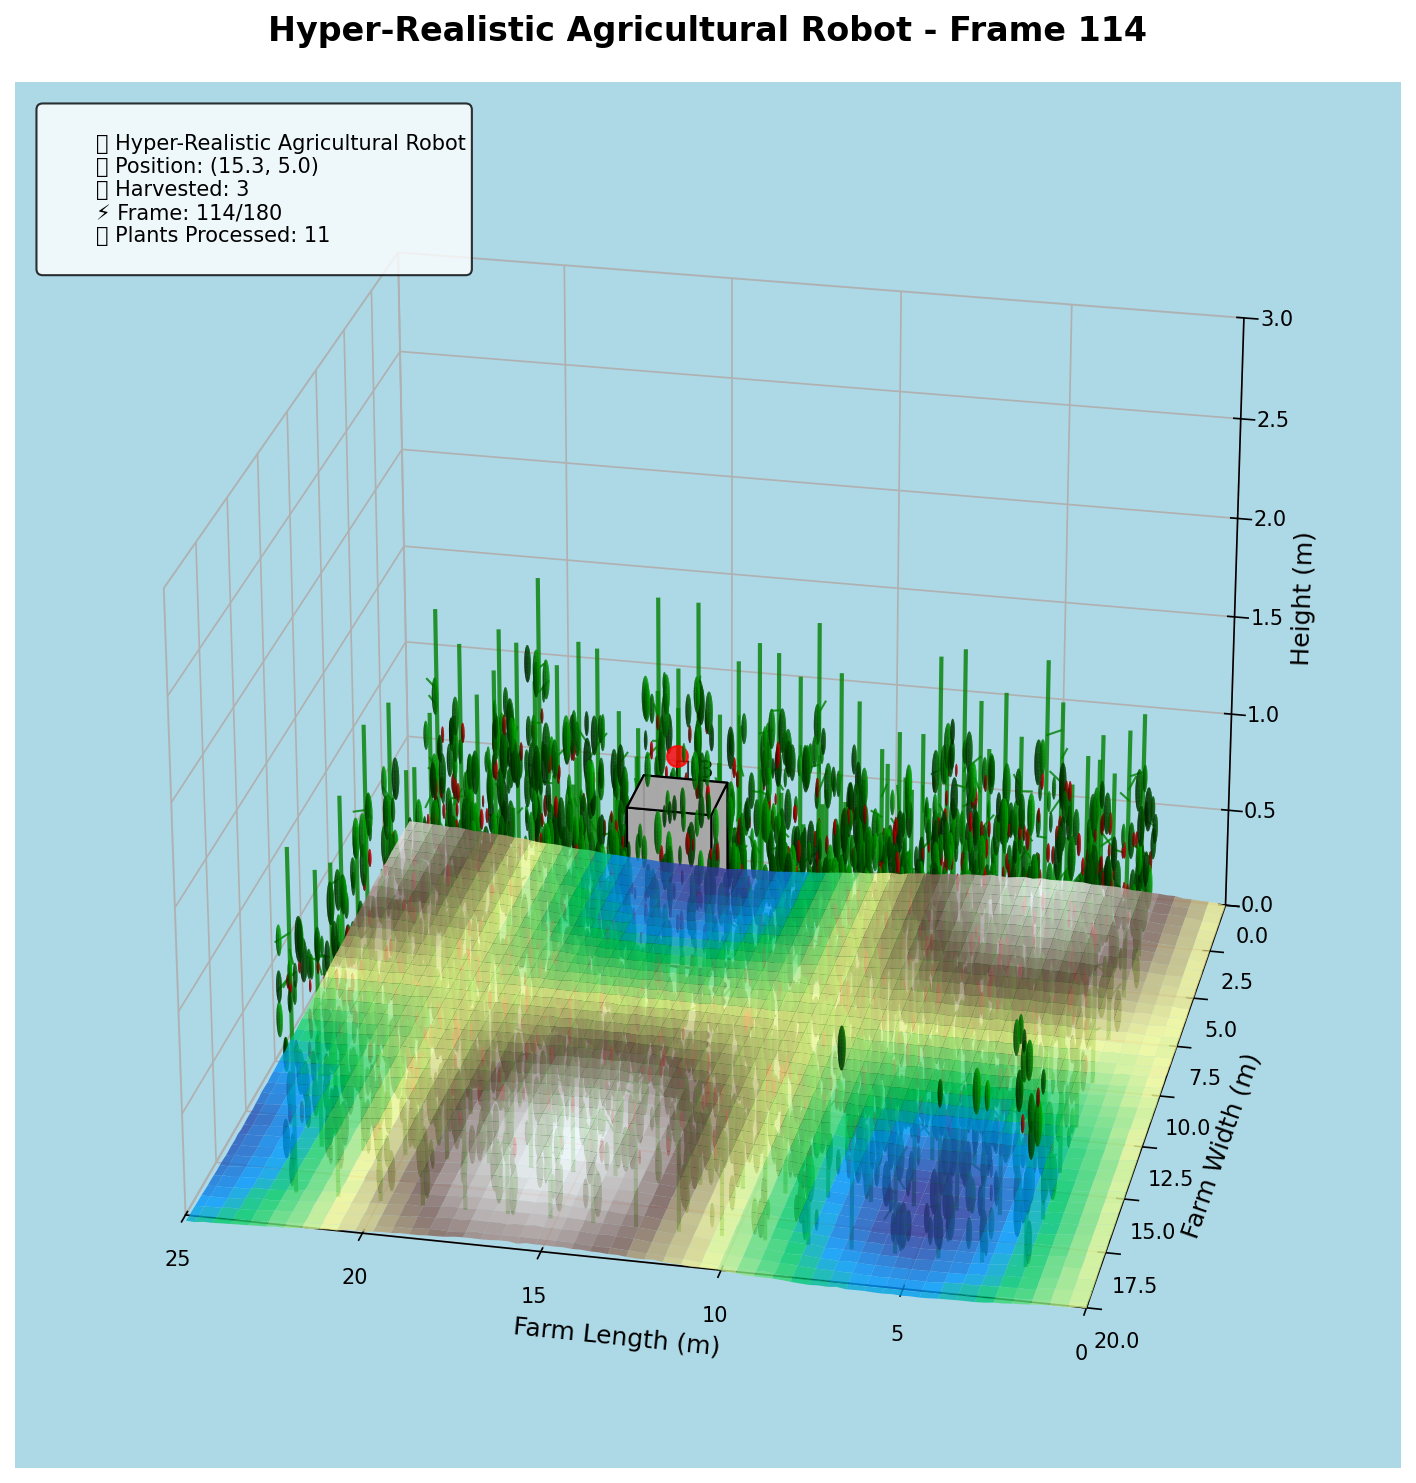 Hyper-Realistic Agricultural Robot - Frame 114
Hyper-Realistic Agricultural Robot
Position: (15.3, 5.0)
Harvested: 3
⚡ Frame: 114/180
Plants Processed: 11
3.0
2.5
2.0
1.5
1.0
0.5
0.0
Height (m)
0.0
2.5
5.0
7.5
10.0
12.5
15.0
17.5
20.0
Farm Width (m)
25
20
15
10
5
0
Farm Length (m)